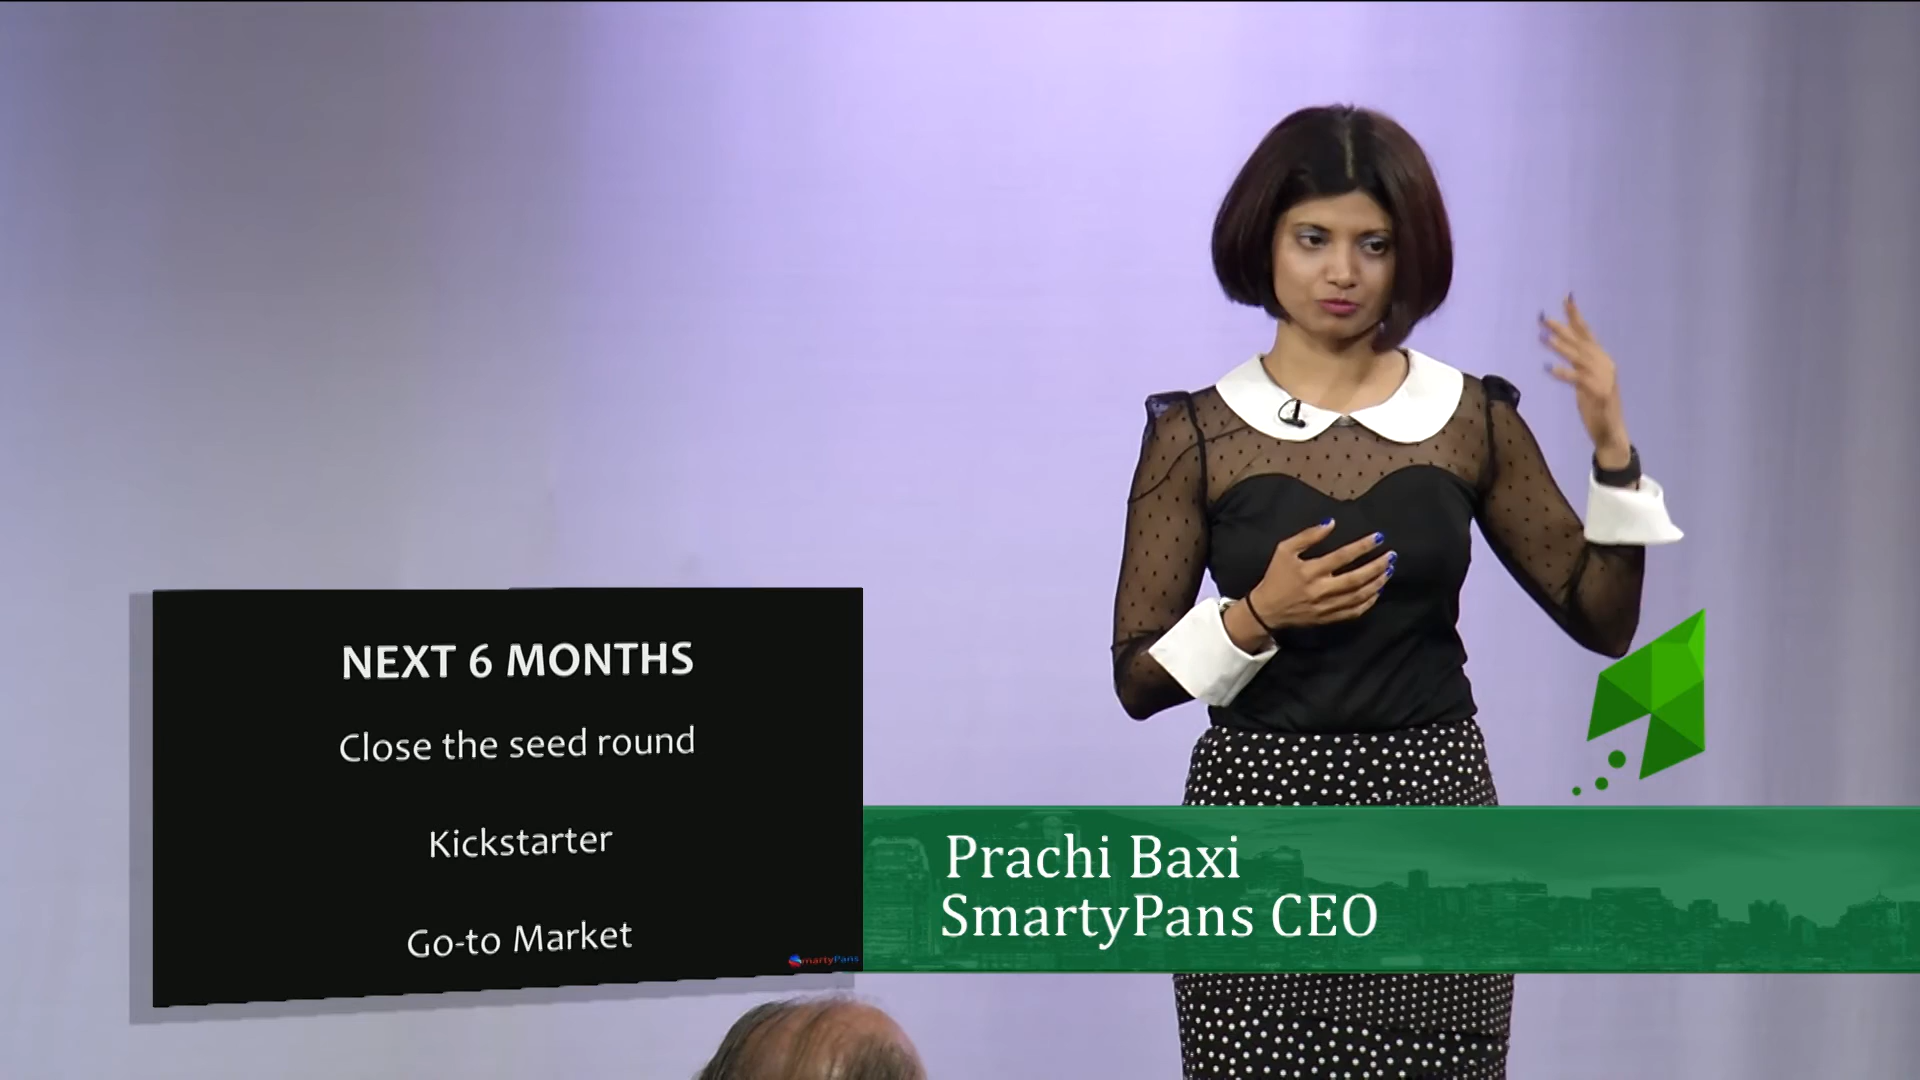 NEXT 6 MONTHS
Close the seed round
Kickstarter
Go-to Market
SmartyPans
Prachi Baxi
SmartyPans CEO